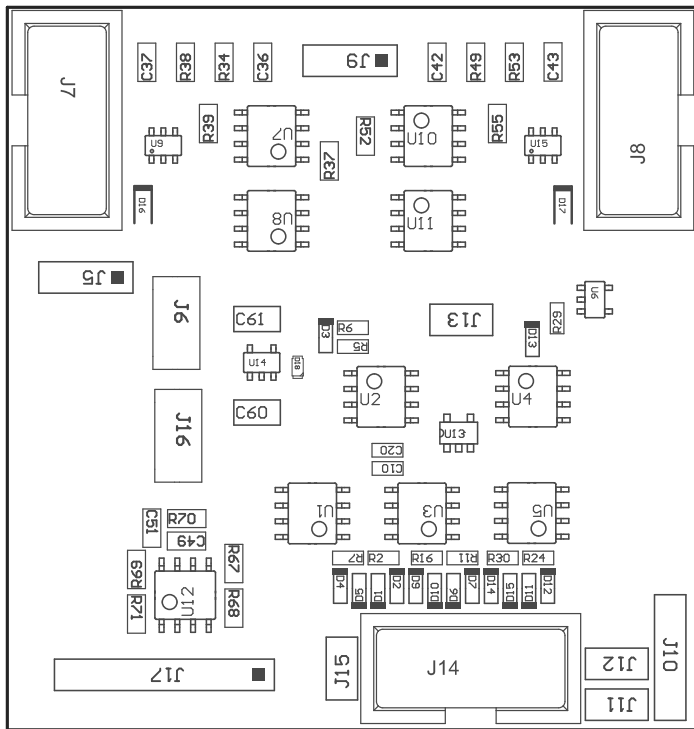 J7
C37
R38
R34
C36
J9
C42
R49
R53
C43
J8
R39
U9
U7
R37
R52
U10
R55
U15
D16
U8
U11
D17
J5
J6
C61
D3
R6
R5
J13
D13
R29
U6
U14
D18
U2
U4
J16
C60
U13
C20
C10
U1
U3
U5
C51
R70
C49
R7
R2
R16
R11
R30
R24
R69
R67
D4
D5
D1
D2
D9
D10
D6
D7
D14
D15
D11
D12
R71
U12
R68
J17
J15
J14
J12
J11
J10